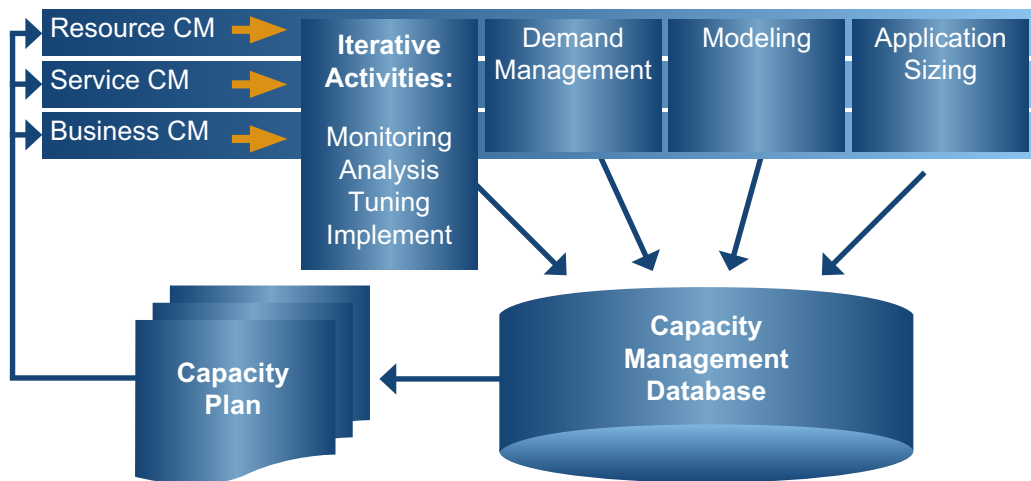 Resource CM
Service CM
Business CM
Iterative
Activities:
Monitoring
Analysis
Tuning
Implement
Demand
Management
Modeling
Application
Sizing
Capacity
Management
Database
Capacity
Plan